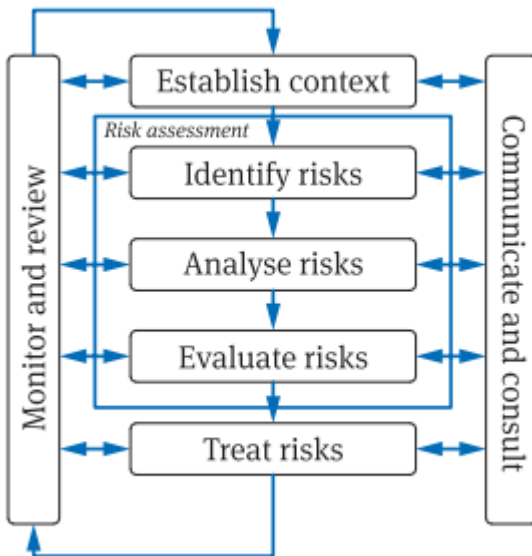 Establish context
Risk assessment
Identify risks
Analyse risks
Evaluate risks
Treat risks
Monitor and review
Communicate and consult